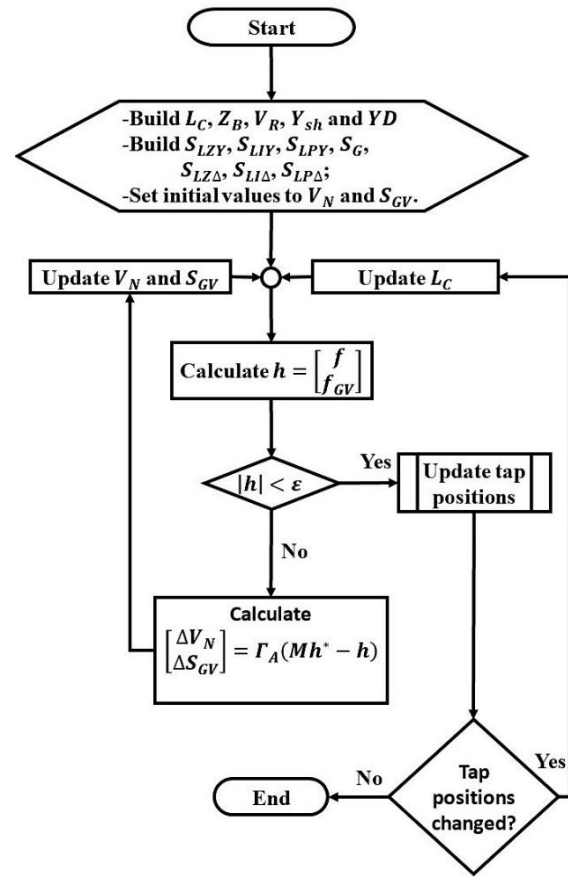 Start
-Build L_C, Z_B, V_R, Y_sh and YD
-Build S_LZY, S_LIY, S_LPY, S_G,
S_LZΔ, S_LIΔ, S_LPΔ;
-Set initial values to V_N and S_GV.
Update V_N and S_GV
Update L_C
Calculate h = [f
f_GV]
|h| < ε
Yes
Update tap
positions
No
Calculate
[ΔV_N
ΔS_GV] = Γ_A(Mh* − h)
Tap
positions
changed?
Yes
No
End